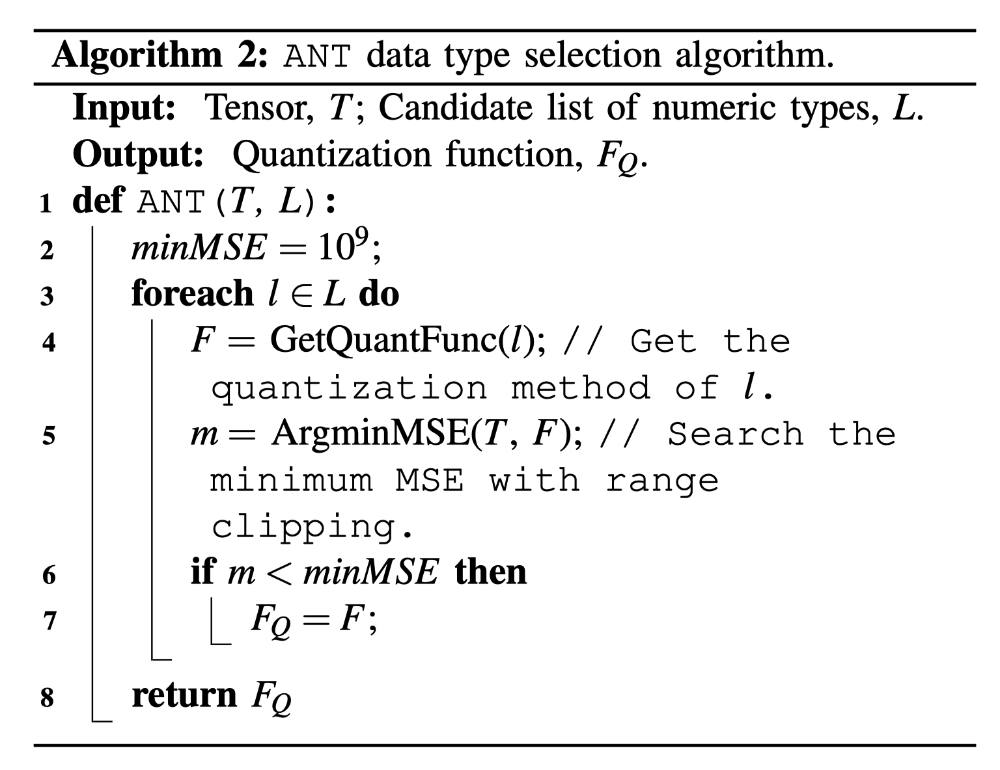 Algorithm 2: ANT data type selection algorithm.
Input: Tensor, T; Candidate list of numeric types, L.
Output: Quantization function, F_Q.
1 def ANT(T, L):
2 minMSE = 10^9;
3 foreach l ∈ L do
4 F = GetQuantFunc(l); // Get the
quantization method of l.
5 m = ArgminMSE(T, F); // Search the
minimum MSE with range
clipping.
6 if m < minMSE then
7 F_Q = F;
8 return F_Q